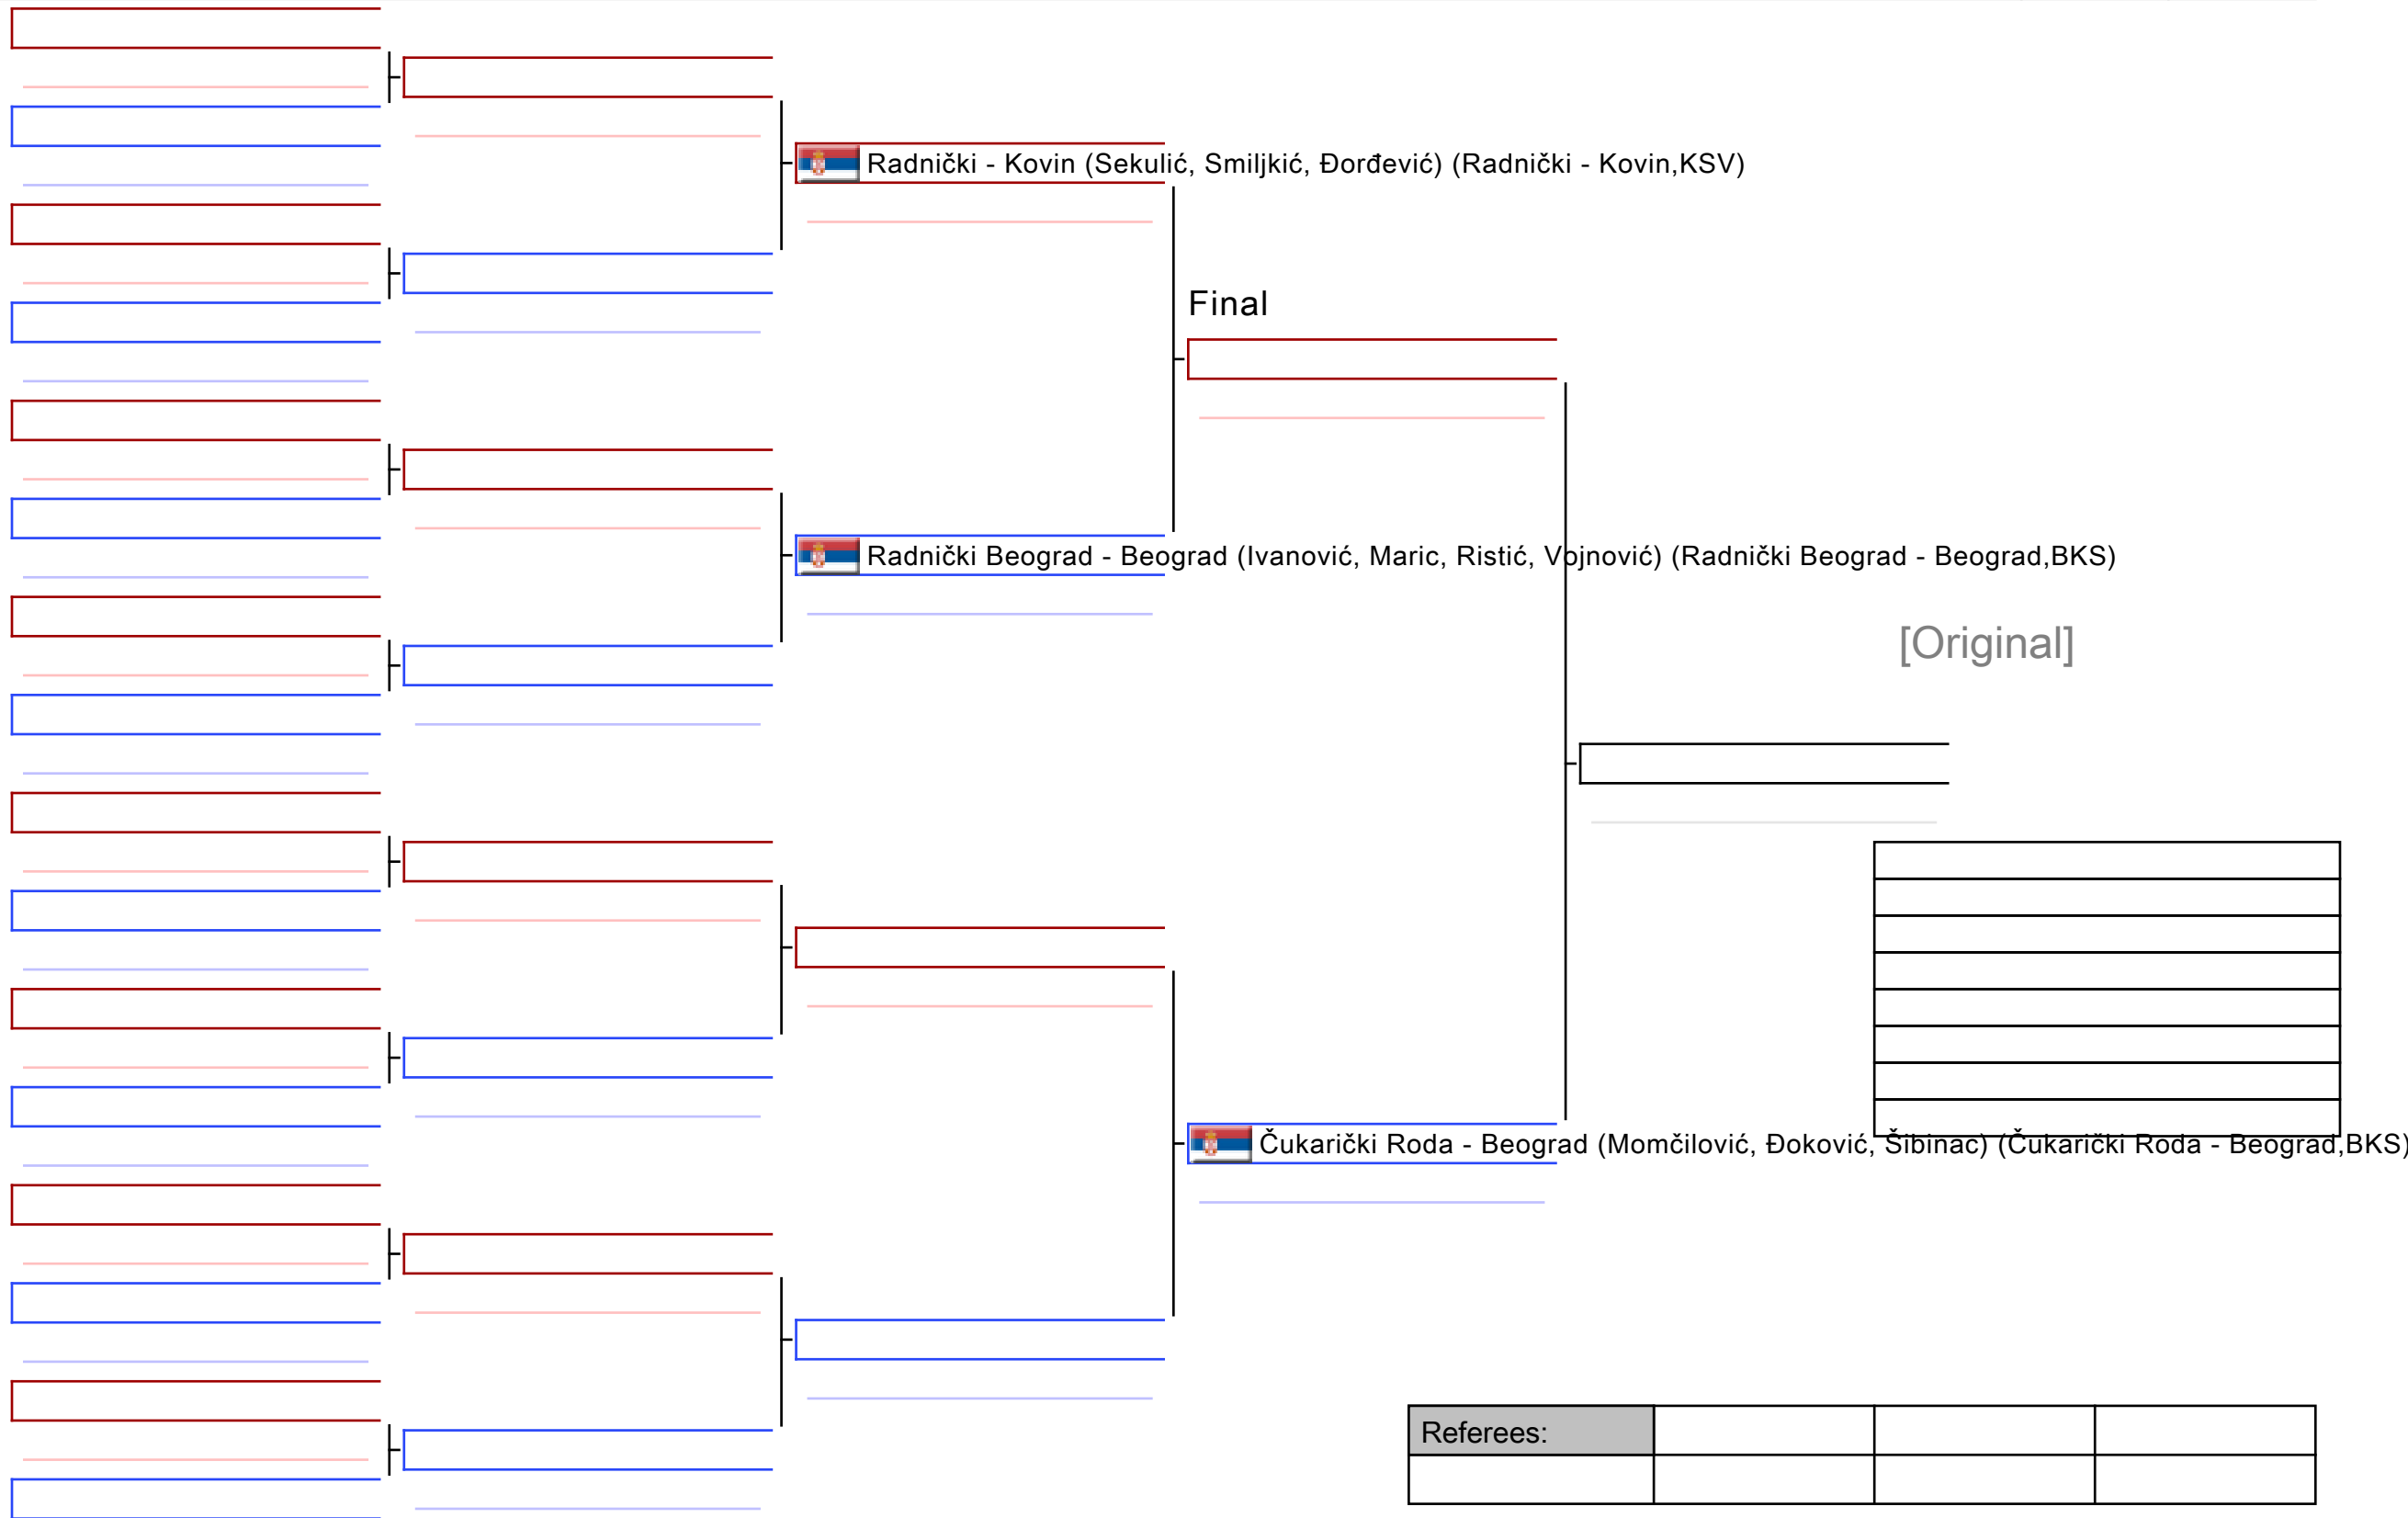 Radnički - Kovin (Sekulić, Smiljkić, Đorđević) (Radnički - Kovin,KSV)
Final
Radnički Beograd - Beograd (Ivanović, Maric, Ristić, Vojnović) (Radnički Beograd - Beograd,BKS)
[Original]
Čukarički Roda - Beograd (Momčilović, Đoković, Šibinac) (Čukarički Roda - Beograd,BKS)
Referees: